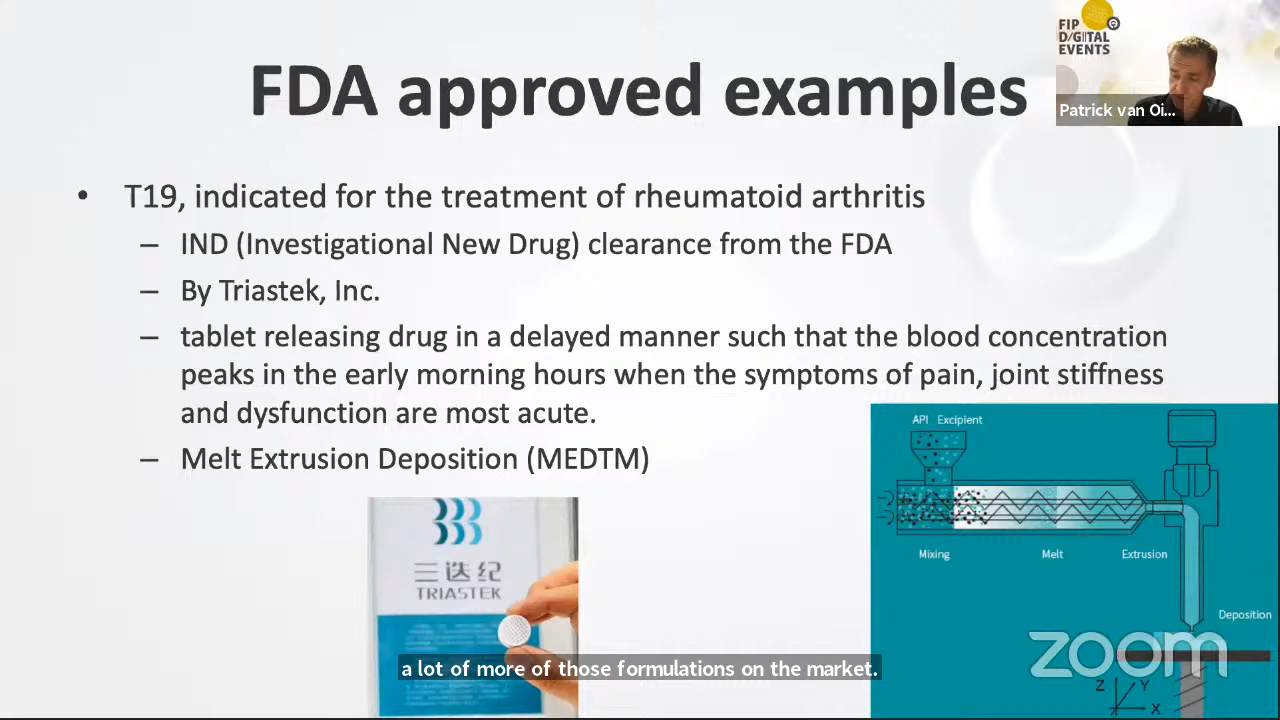 FDA approved examples
FIP
D/G|ITAL
EVENTS
Patrick van Oi...
• T19, indicated for the treatment of rheumatoid arthritis
– IND (Investigational New Drug) clearance from the FDA
– By Triastek, Inc.
– tablet releasing drug in a delayed manner such that the blood concentration
peaks in the early morning hours when the symptoms of pain, joint stiffness
and dysfunction are most acute.
– Melt Extrusion Deposition (MEDTM)
API Excipient
Mixing Melt Extrusion
Deposition
Z Y X
三迭纪
TRIASTEK
a lot of more of those formulations on the market.
zoom